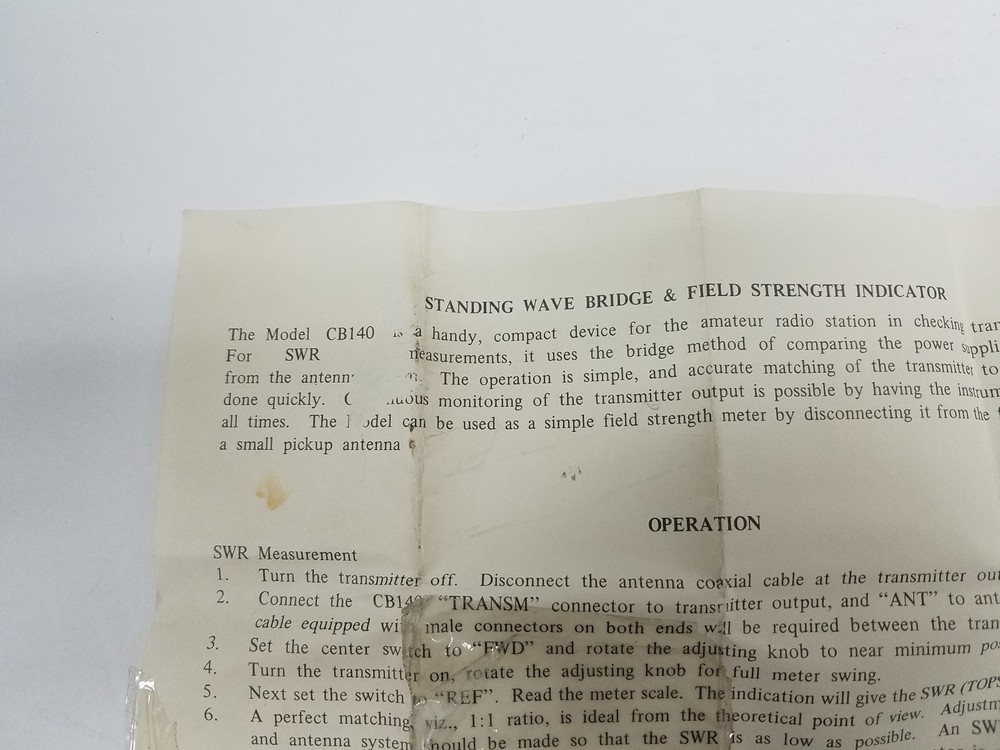 STANDING WAVE BRIDGE & FIELD STRENGTH INDICATOR
The Model CB140 is a handy, compact device for the amateur radio station in checking
For SWR measurements, it uses the bridge method of comparing the power
from the The operation is simple, and accurate matching of the transmitter to
done quickly. monitoring of the transmitter output is possible by having the
all times. The can be used as a simple field strength meter by disconnecting it from the
a small pickup antenna
OPERATION
SWR Measurement
1. Turn the transmitter off. Disconnect the antenna coaxial cable at the transmitter
2. Connect the CB140 "TRANSM" connector to transmitter output, and "ANT" to
cable equipped male connectors on both ends will be required between the
3. Set the center switch to "FWD" and rotate the adjusting knob to near minimum
4. Turn the transmitter on, rotate the adjusting knob for full meter swing.
5. Next set the switch "REF". Read the meter scale. The indication will give the SWR
6. A perfect matching, viz., 1:1 ratio, is ideal from the theoretical point of view.
and antenna system should be made so that the SWR is as low as possible. An